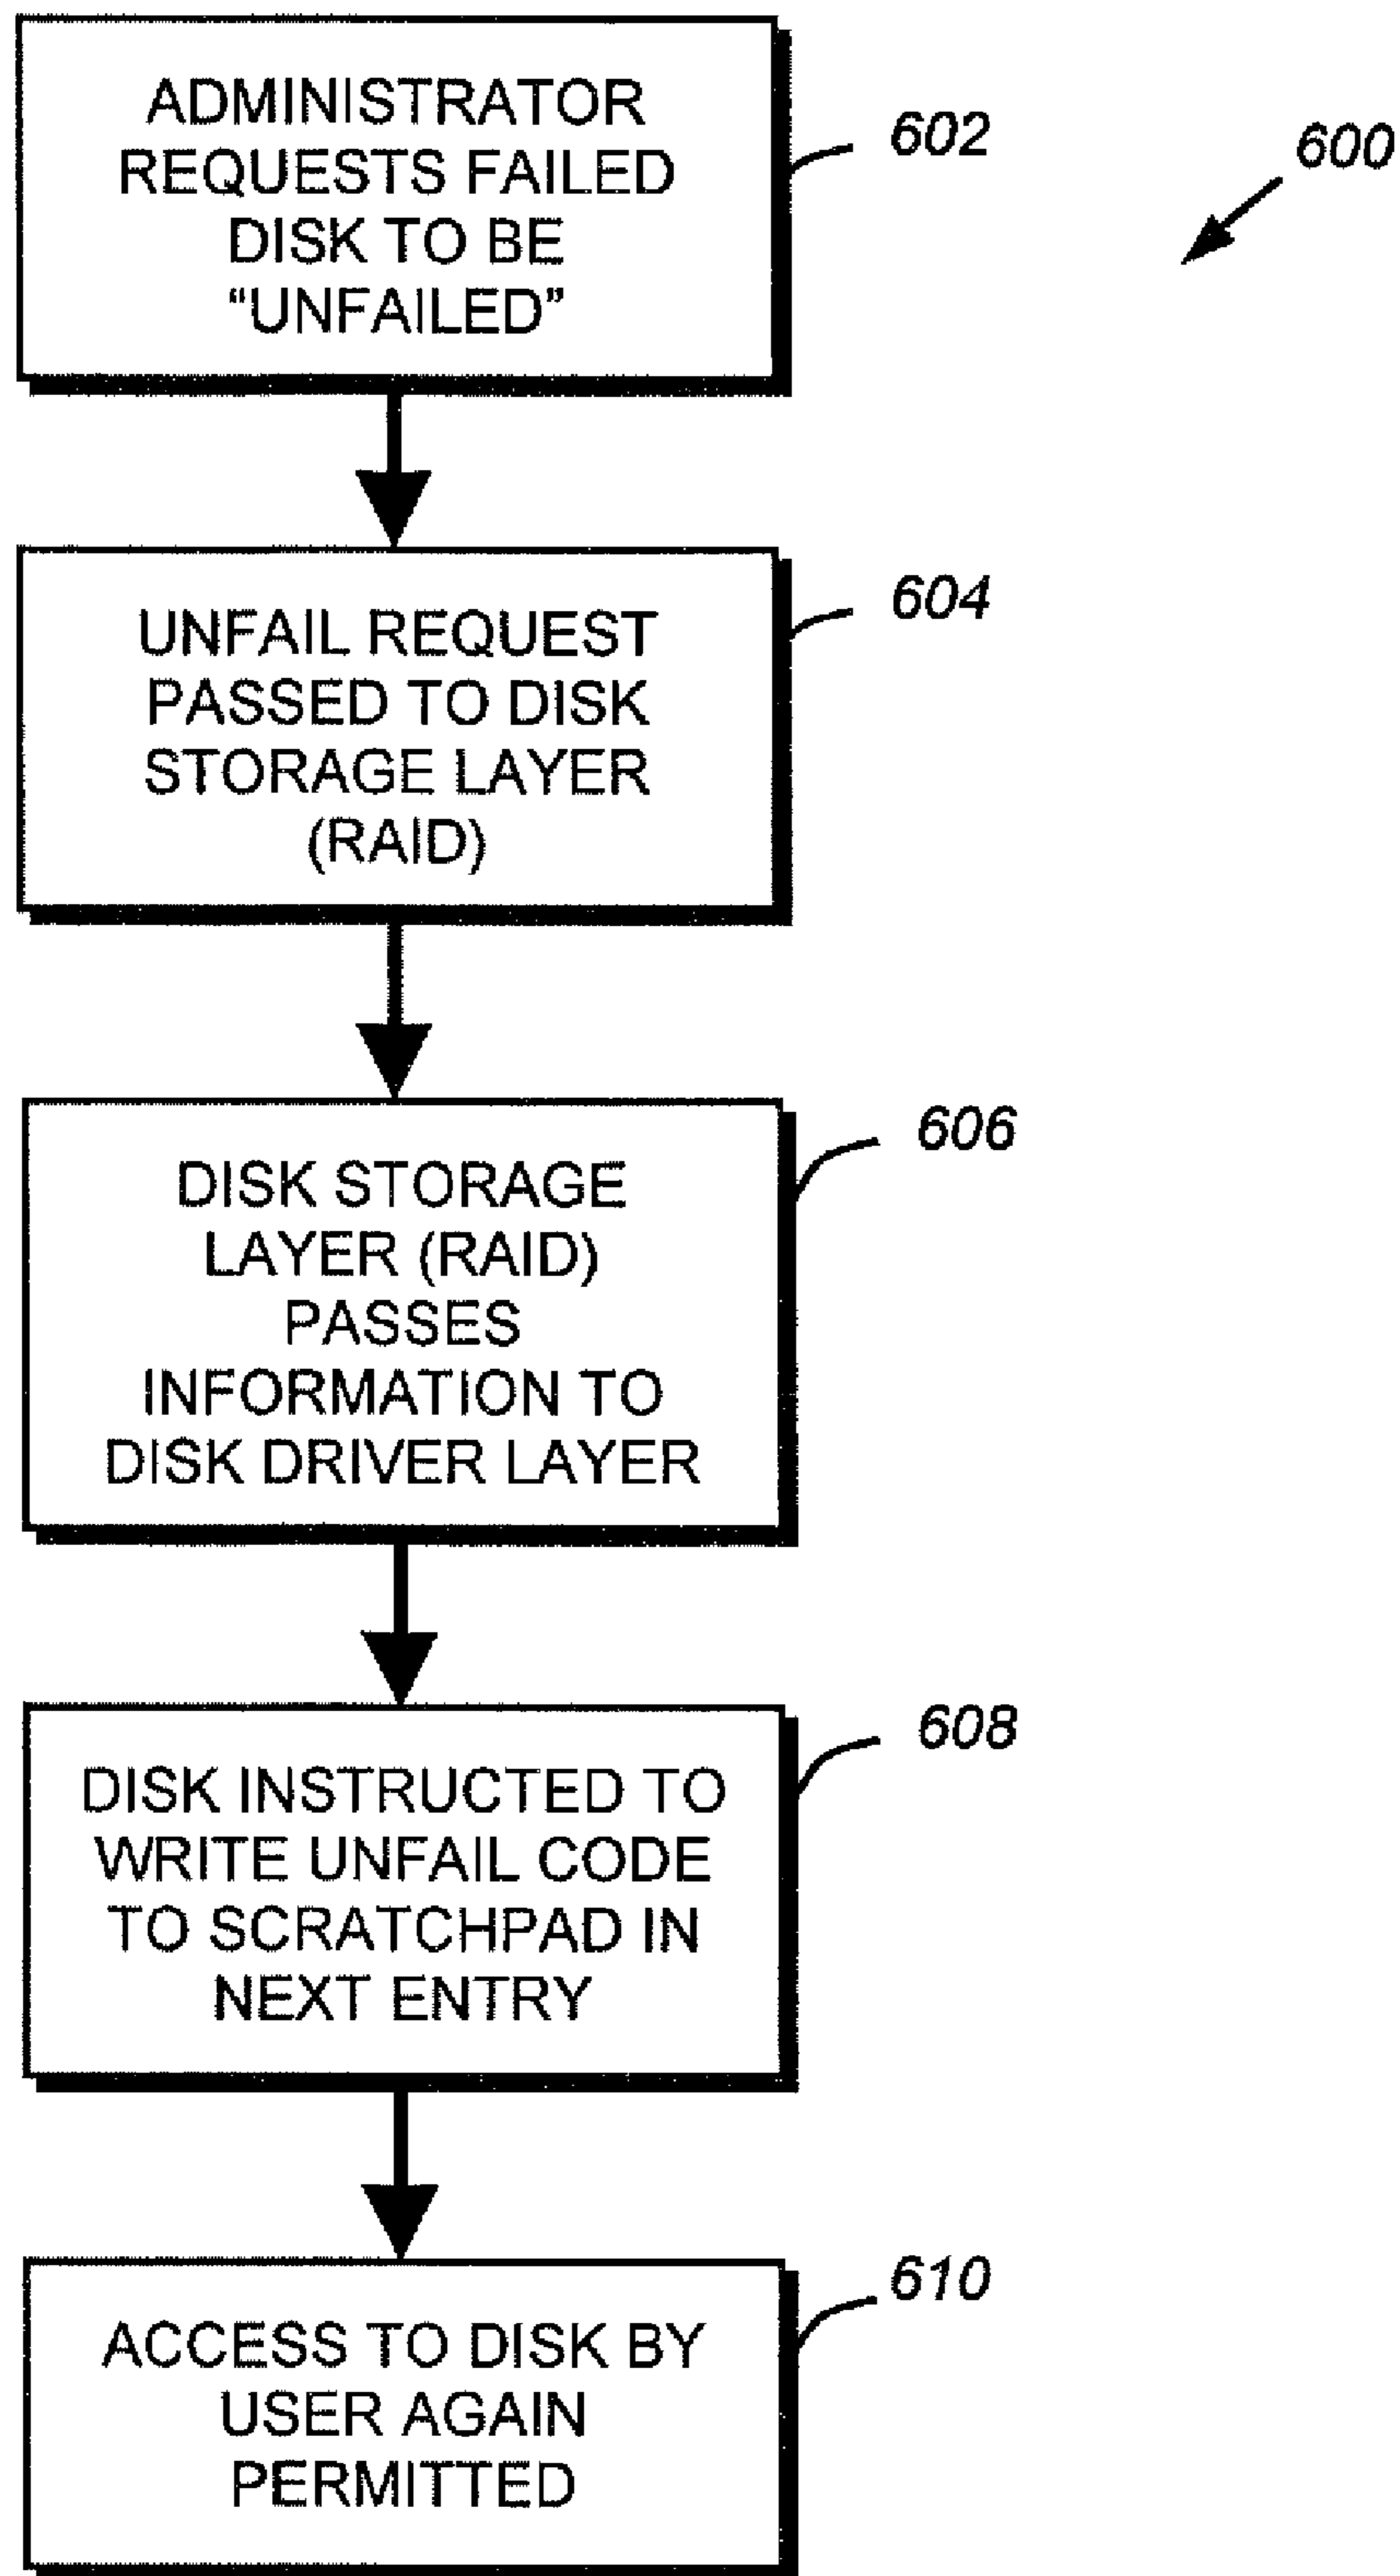 ADMINISTRATOR
REQUESTS FAILED
DISK TO BE
“UNFAILED”
602
600
UNFAIL REQUEST
PASSED TO DISK
STORAGE LAYER
(RAID)
604
DISK STORAGE
LAYER (RAID)
PASSES
INFORMATION TO
DISK DRIVER LAYER
606
DISK INSTRUCTED TO
WRITE UNFAIL CODE
TO SCRATCHPAD IN
NEXT ENTRY
608
ACCESS TO DISK BY
USER AGAIN
PERMITTED
610